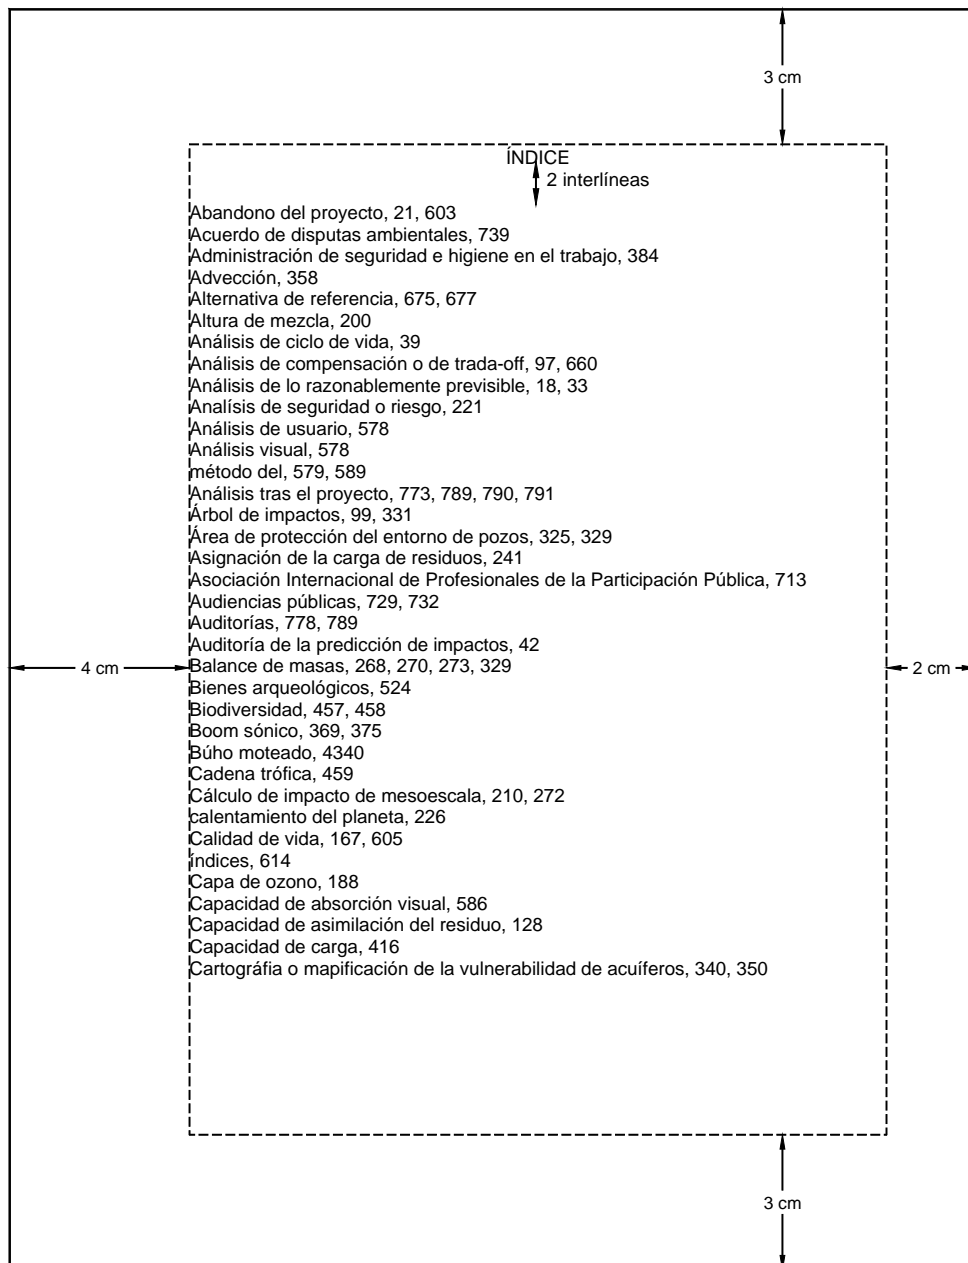 3 cm
ÍNDICE
2 interlíneas
Abandono del proyecto, 21, 603
Acuerdo de disputas ambientales, 739
Administración de seguridad e higiene en el trabajo, 384
Advección, 358
Alternativa de referencia, 675, 677
Altura de mezcla, 200
Análisis de ciclo de vida, 39
Análisis de compensación o de trada-off, 97, 660
Análisis de lo razonablemente previsible, 18, 33
Analísis de seguridad o riesgo, 221
Análisis de usuario, 578
Análisis visual, 578
método del, 579, 589
Análisis tras el proyecto, 773, 789, 790, 791
Árbol de impactos, 99, 331
Área de protección del entorno de pozos, 325, 329
Asignación de la carga de residuos, 241
Asociación Internacional de Profesionales de la Participación Pública, 713
Audiencias públicas, 729, 732
Auditorías, 778, 789
Auditoría de la predicción de impactos, 42
4 cm
Balance de masas, 268, 270, 273, 329
2 cm
Bienes arqueológicos, 524
Biodiversidad, 457, 458
Boom sónico, 369, 375
Búho moteado, 4340
Cadena trófica, 459
Cálculo de impacto de mesoescala, 210, 272
calentamiento del planeta, 226
Calidad de vida, 167, 605
índices, 614
Capa de ozono, 188
Capacidad de absorción visual, 586
Capacidad de asimilación del residuo, 128
Capacidad de carga, 416
Cartográfia o mapificación de la vulnerabilidad de acuíferos, 340, 350
3 cm